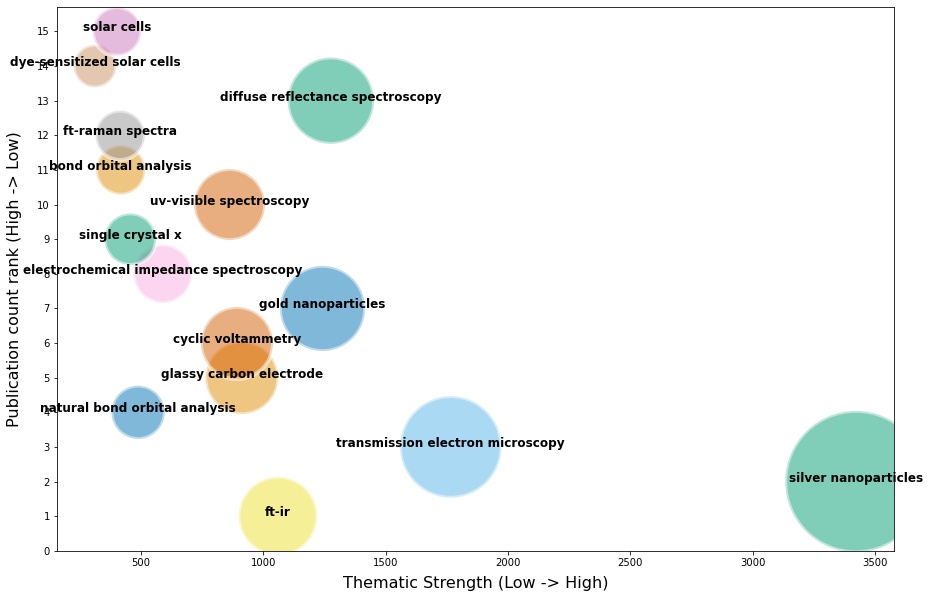 solar cells
15
dye-sensitized solar cells
14
diffuse reflectance spectroscopy
13
ft-raman spectra
12
bond orbital analysis
11
uv-visible spectroscopy
10
single crystal x
9
electrochemical impedance spectroscopy
8
gold nanoparticles
7
cyclic voltammetry
6
glassy carbon electrode
5
natural bond orbital analysis
4
transmission electron microscopy
3
silver nanoparticles
2
ft-ir
1
0
Publication count rank (High -> Low)
500 1000 1500 2000 2500 3000 3500
Thematic Strength (Low -> High)